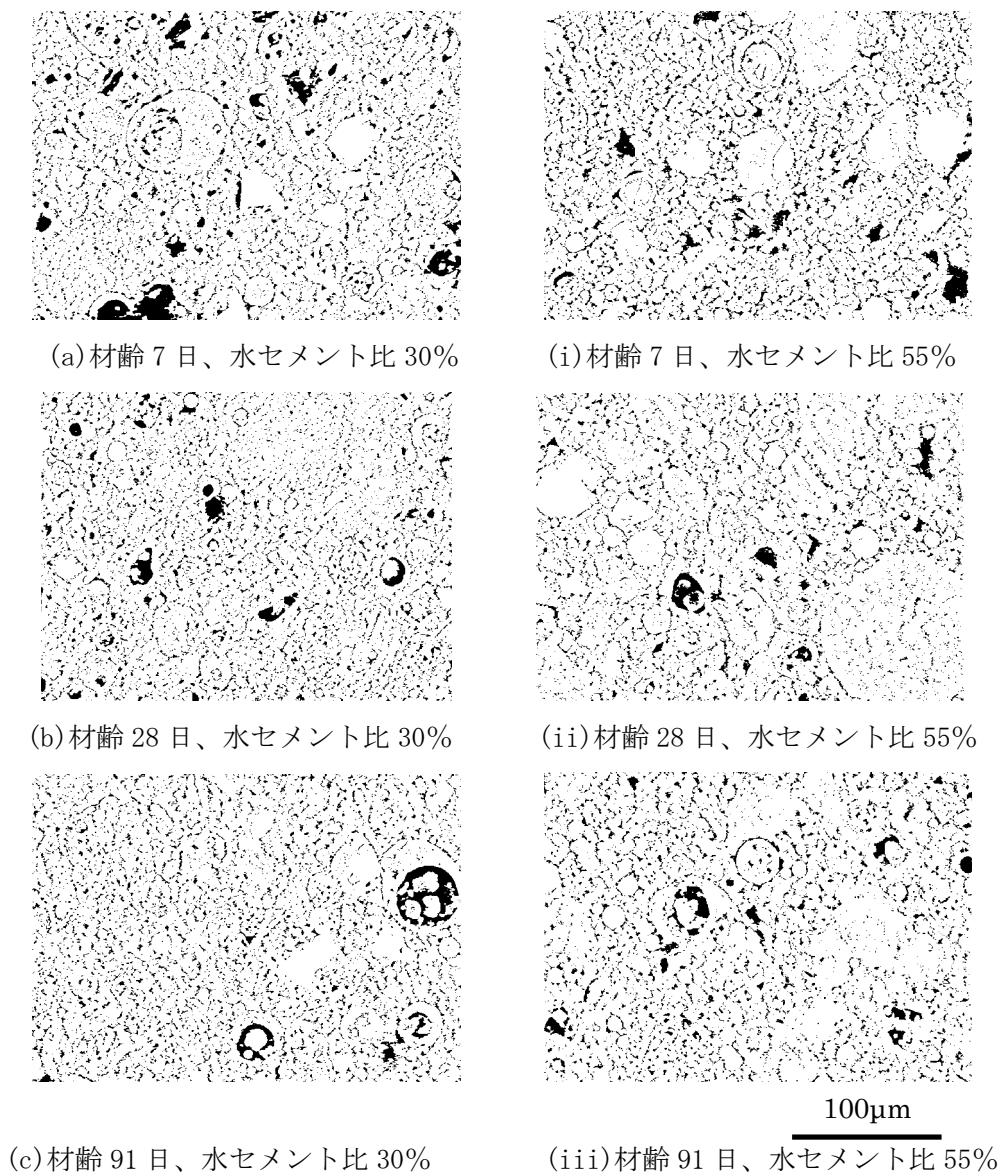 (a)材齢 7 日、水セメント比 30%
(i)材齢 7 日、水セメント比 55%
(b)材齢 28 日、水セメント比 30%
(ii)材齢 28 日、水セメント比 55%
100μm
(c)材齢 91 日、水セメント比 30%
(iii)材齢 91 日、水セメント比 55%